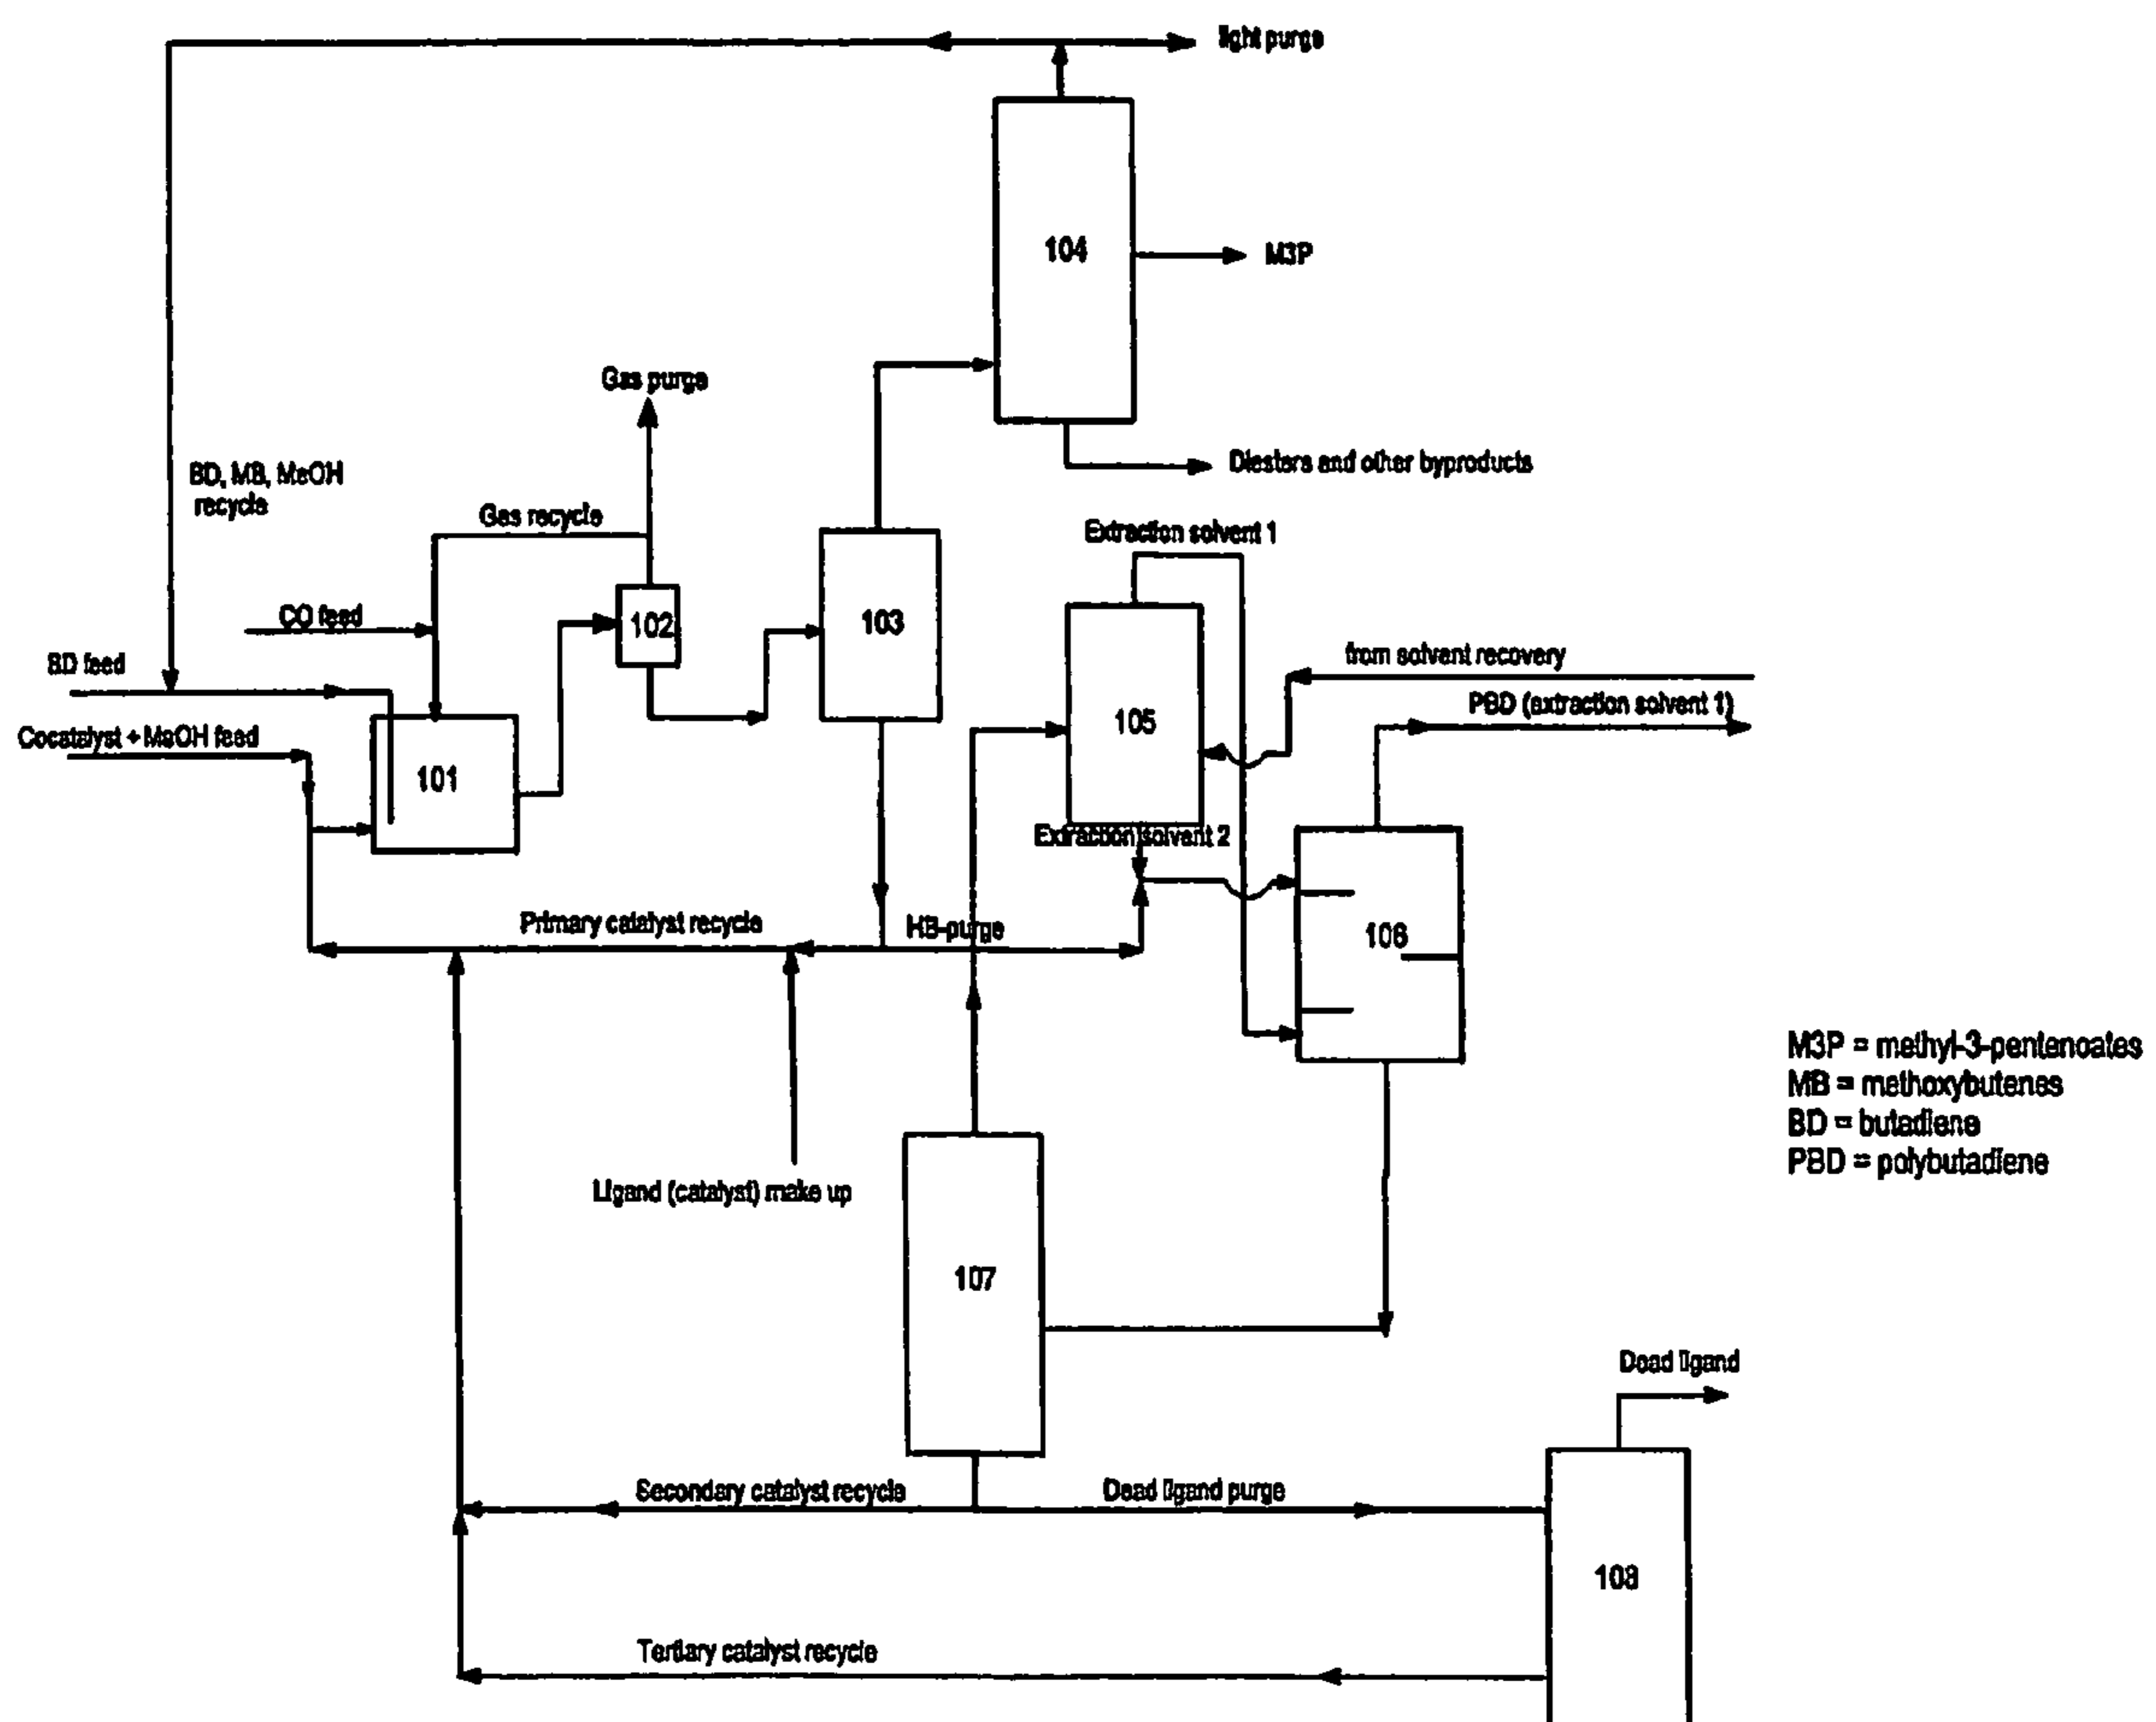 light purge
104
M3P
Gas purge
Diesters and other byproducts
BD, MB, MeOH
recycle
Gas recycle
Extraction solvent 1
CO feed
102
103
BD feed
from solvent recovery
PBD (extraction solvent 1)
105
Cocatalyst + MeOH feed
101
Extraction solvent 2
Primary catalyst recycle
HB-purge
106
M3P = methyl-3-pentenoates
MB = methoxybutenes
BD = butadiene
PBD = polybutadiene
Ligand (catalyst) make up
107
Dead ligand
Secondary catalyst recycle
Dead ligand purge
108
Tertiary catalyst recycle